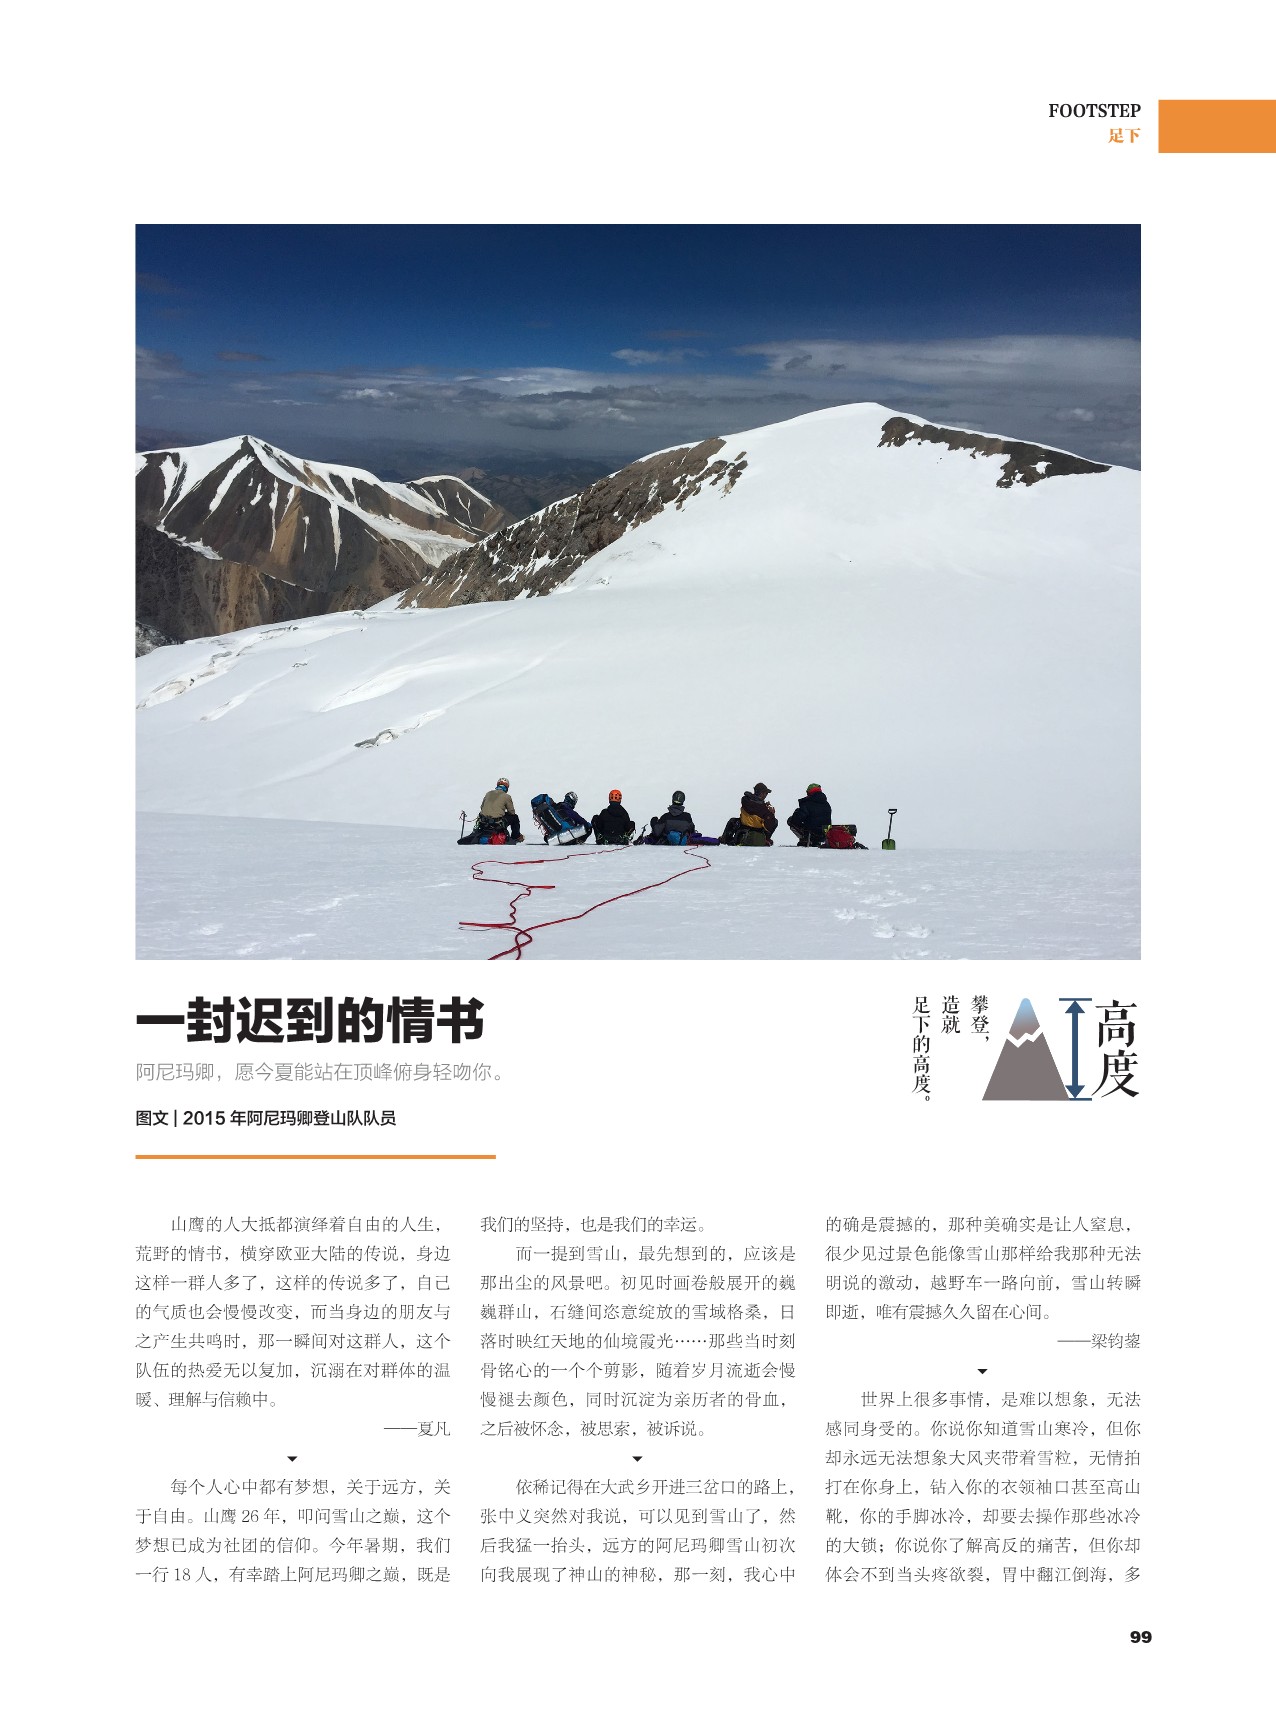 FOOTSTEP
足下
一封迟到的情书
阿尼玛卿，愿今夏能站在顶峰俯身轻吻你。
图文 | 2015 年阿尼玛卿登山队队员
高度
攀登，
造就
足下的高度。
山鹰的人大抵都演绎着自由的人生，
荒野的情书，横穿欧亚大陆的传说，身边
这样一群人多了，这样的传说多了，自己
的气质也会慢慢改变，而当身边的朋友与
之产生共鸣时，那一瞬间对这群人，这个
队伍的热爱无以复加，沉溺在对群体的温
暖、理解与信赖中。
——夏凡
每个人心中都有梦想，关于远方，关
于自由。山鹰 26 年，叩问雪山之巅，这个
梦想已成为社团的信仰。今年暑期，我们
一行 18 人，有幸踏上阿尼玛卿之巅，既是
我们的坚持，也是我们的幸运。
而一提到雪山，最先想到的，应该是
那出尘的风景吧。初见时画卷般展开的巍
巍群山，石缝间恣意绽放的雪域格桑，日
落时映红天地的仙境霞光……那些当时刻
骨铭心的一个个剪影，随着岁月流逝会慢
慢褪去颜色，同时沉淀为亲历者的骨血，
之后被怀念，被思索，被诉说。
依稀记得在大武乡开进三岔口的路上，
张中义突然对我说，可以见到雪山了，然
后我猛一抬头，远方的阿尼玛卿雪山初次
向我展现了神山的神秘，那一刻，我心中
的确是震撼的，那种美确实是让人窒息，
很少见过景色能像雪山那样给我那种无法
明说的激动，越野车一路向前，雪山转瞬
即逝，唯有震撼久久留在心间。
——梁钧鋆
世界上很多事情，是难以想象，无法
感同身受的。你说你知道雪山寒冷，但你
却永远无法想象大风夹带着雪粒，无情拍
打在你身上，钻入你的衣领袖口甚至高山
靴，你的手脚冰冷，却要去操作那些冰冷
的大锁；你说你了解高反的痛苦，但你却
体会不到当头疼欲裂，胃中翻江倒海，多
99